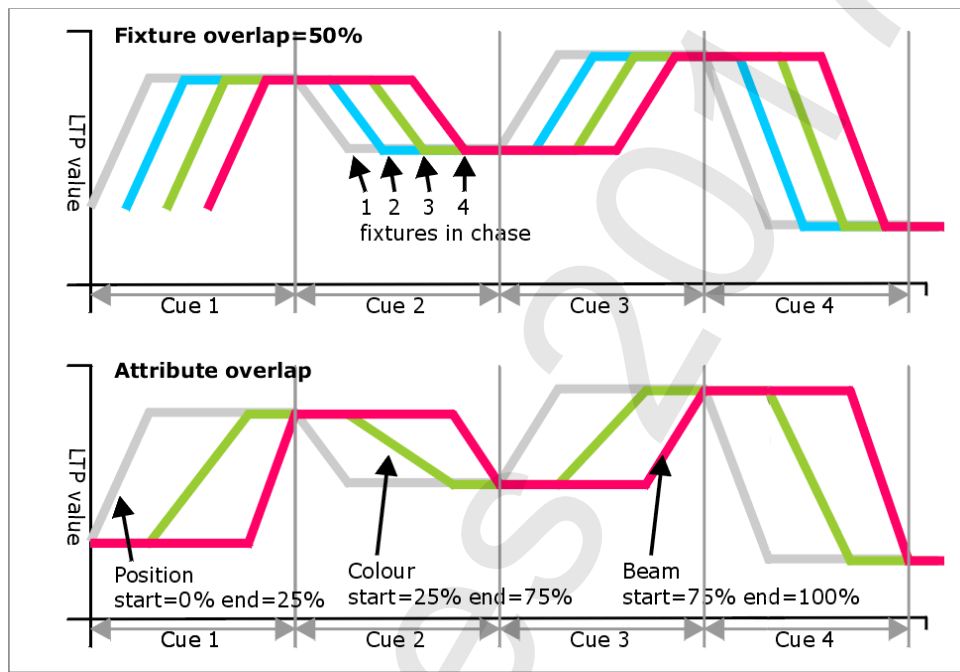 Fixture overlap=50%
LTP value
1 2 3 4
fixtures in chase
Cue 1 Cue 2 Cue 3 Cue 4
Attribute overlap
LTP value
Position
start=0% end=25%
Colour
start=25% end=75%
Beam
start=75% end=100%
Cue 1 Cue 2 Cue 3 Cue 4